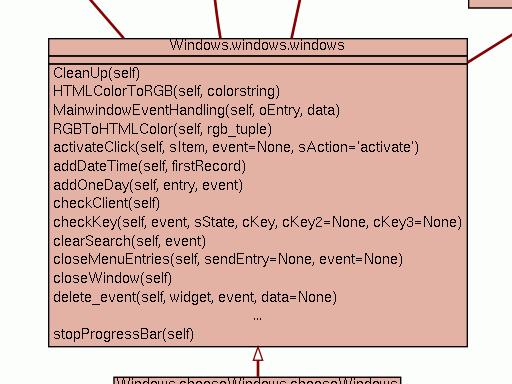 Windows.windows.windows
CleanUp(self)
HTMLColorToRGB(self, colorstring)
MainwindowEventHandling(self, oEntry, data)
RGBToHTMLColor(self, rgb_tuple)
activateClick(self, sItem, event=None, sAction='activate')
addDateTime(self, firstRecord)
addOneDay(self, entry, event)
checkClient(self)
checkKey(self, event, sState, cKey, cKey2=None, cKey3=None)
clearSearch(self, event)
closeMenuEntries(self, sendEntry=None, event=None)
closeWindow(self)
delete_event(self, widget, event, data=None)
...
stopProgressBar(self)
Windows.chooseWindows.chooseWindows